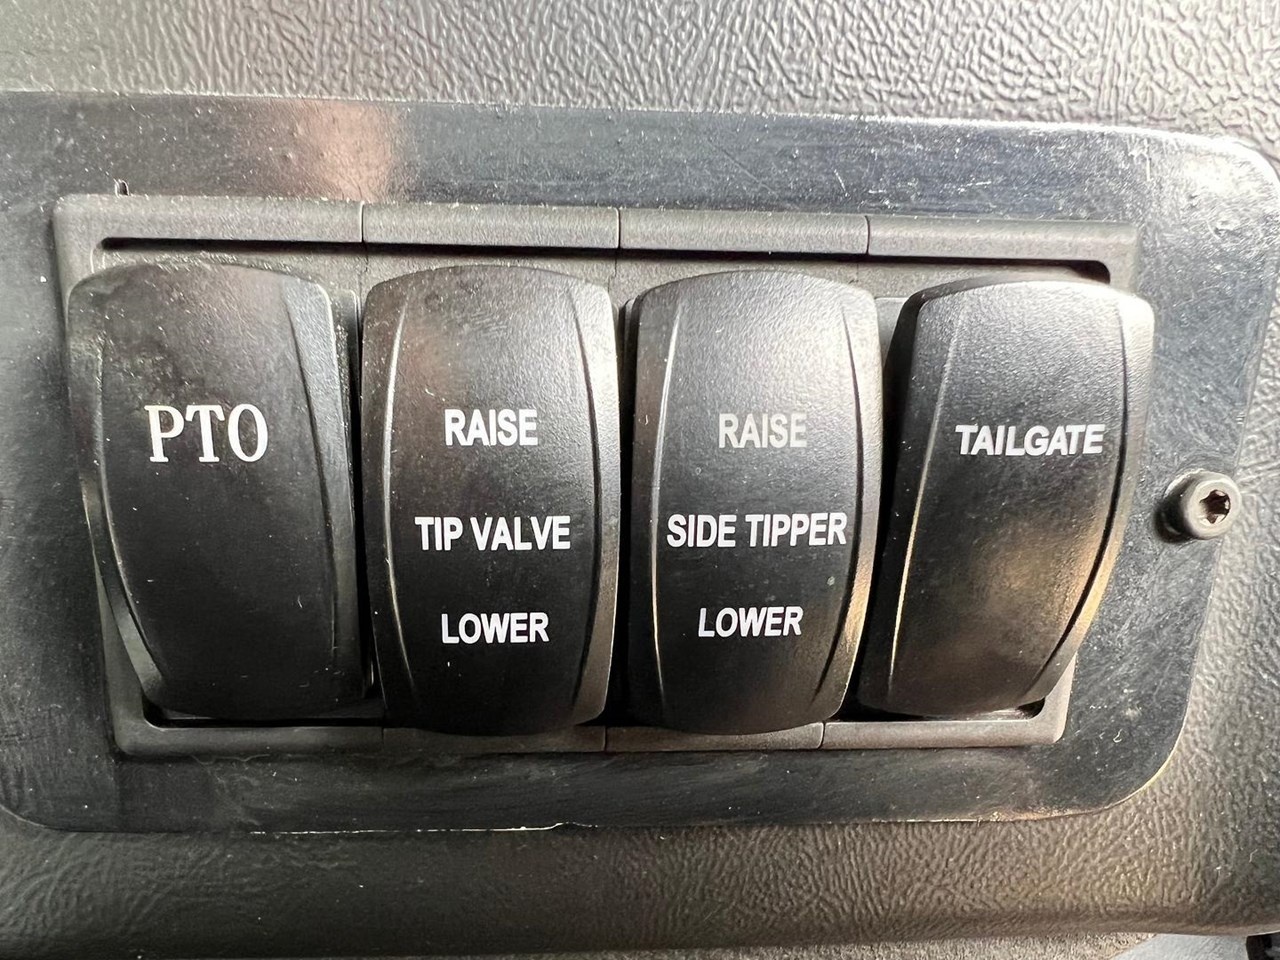 PTO
RAISE
TIP VALVE
LOWER
RAISE
SIDE TIPPER
LOWER
TAILGATE